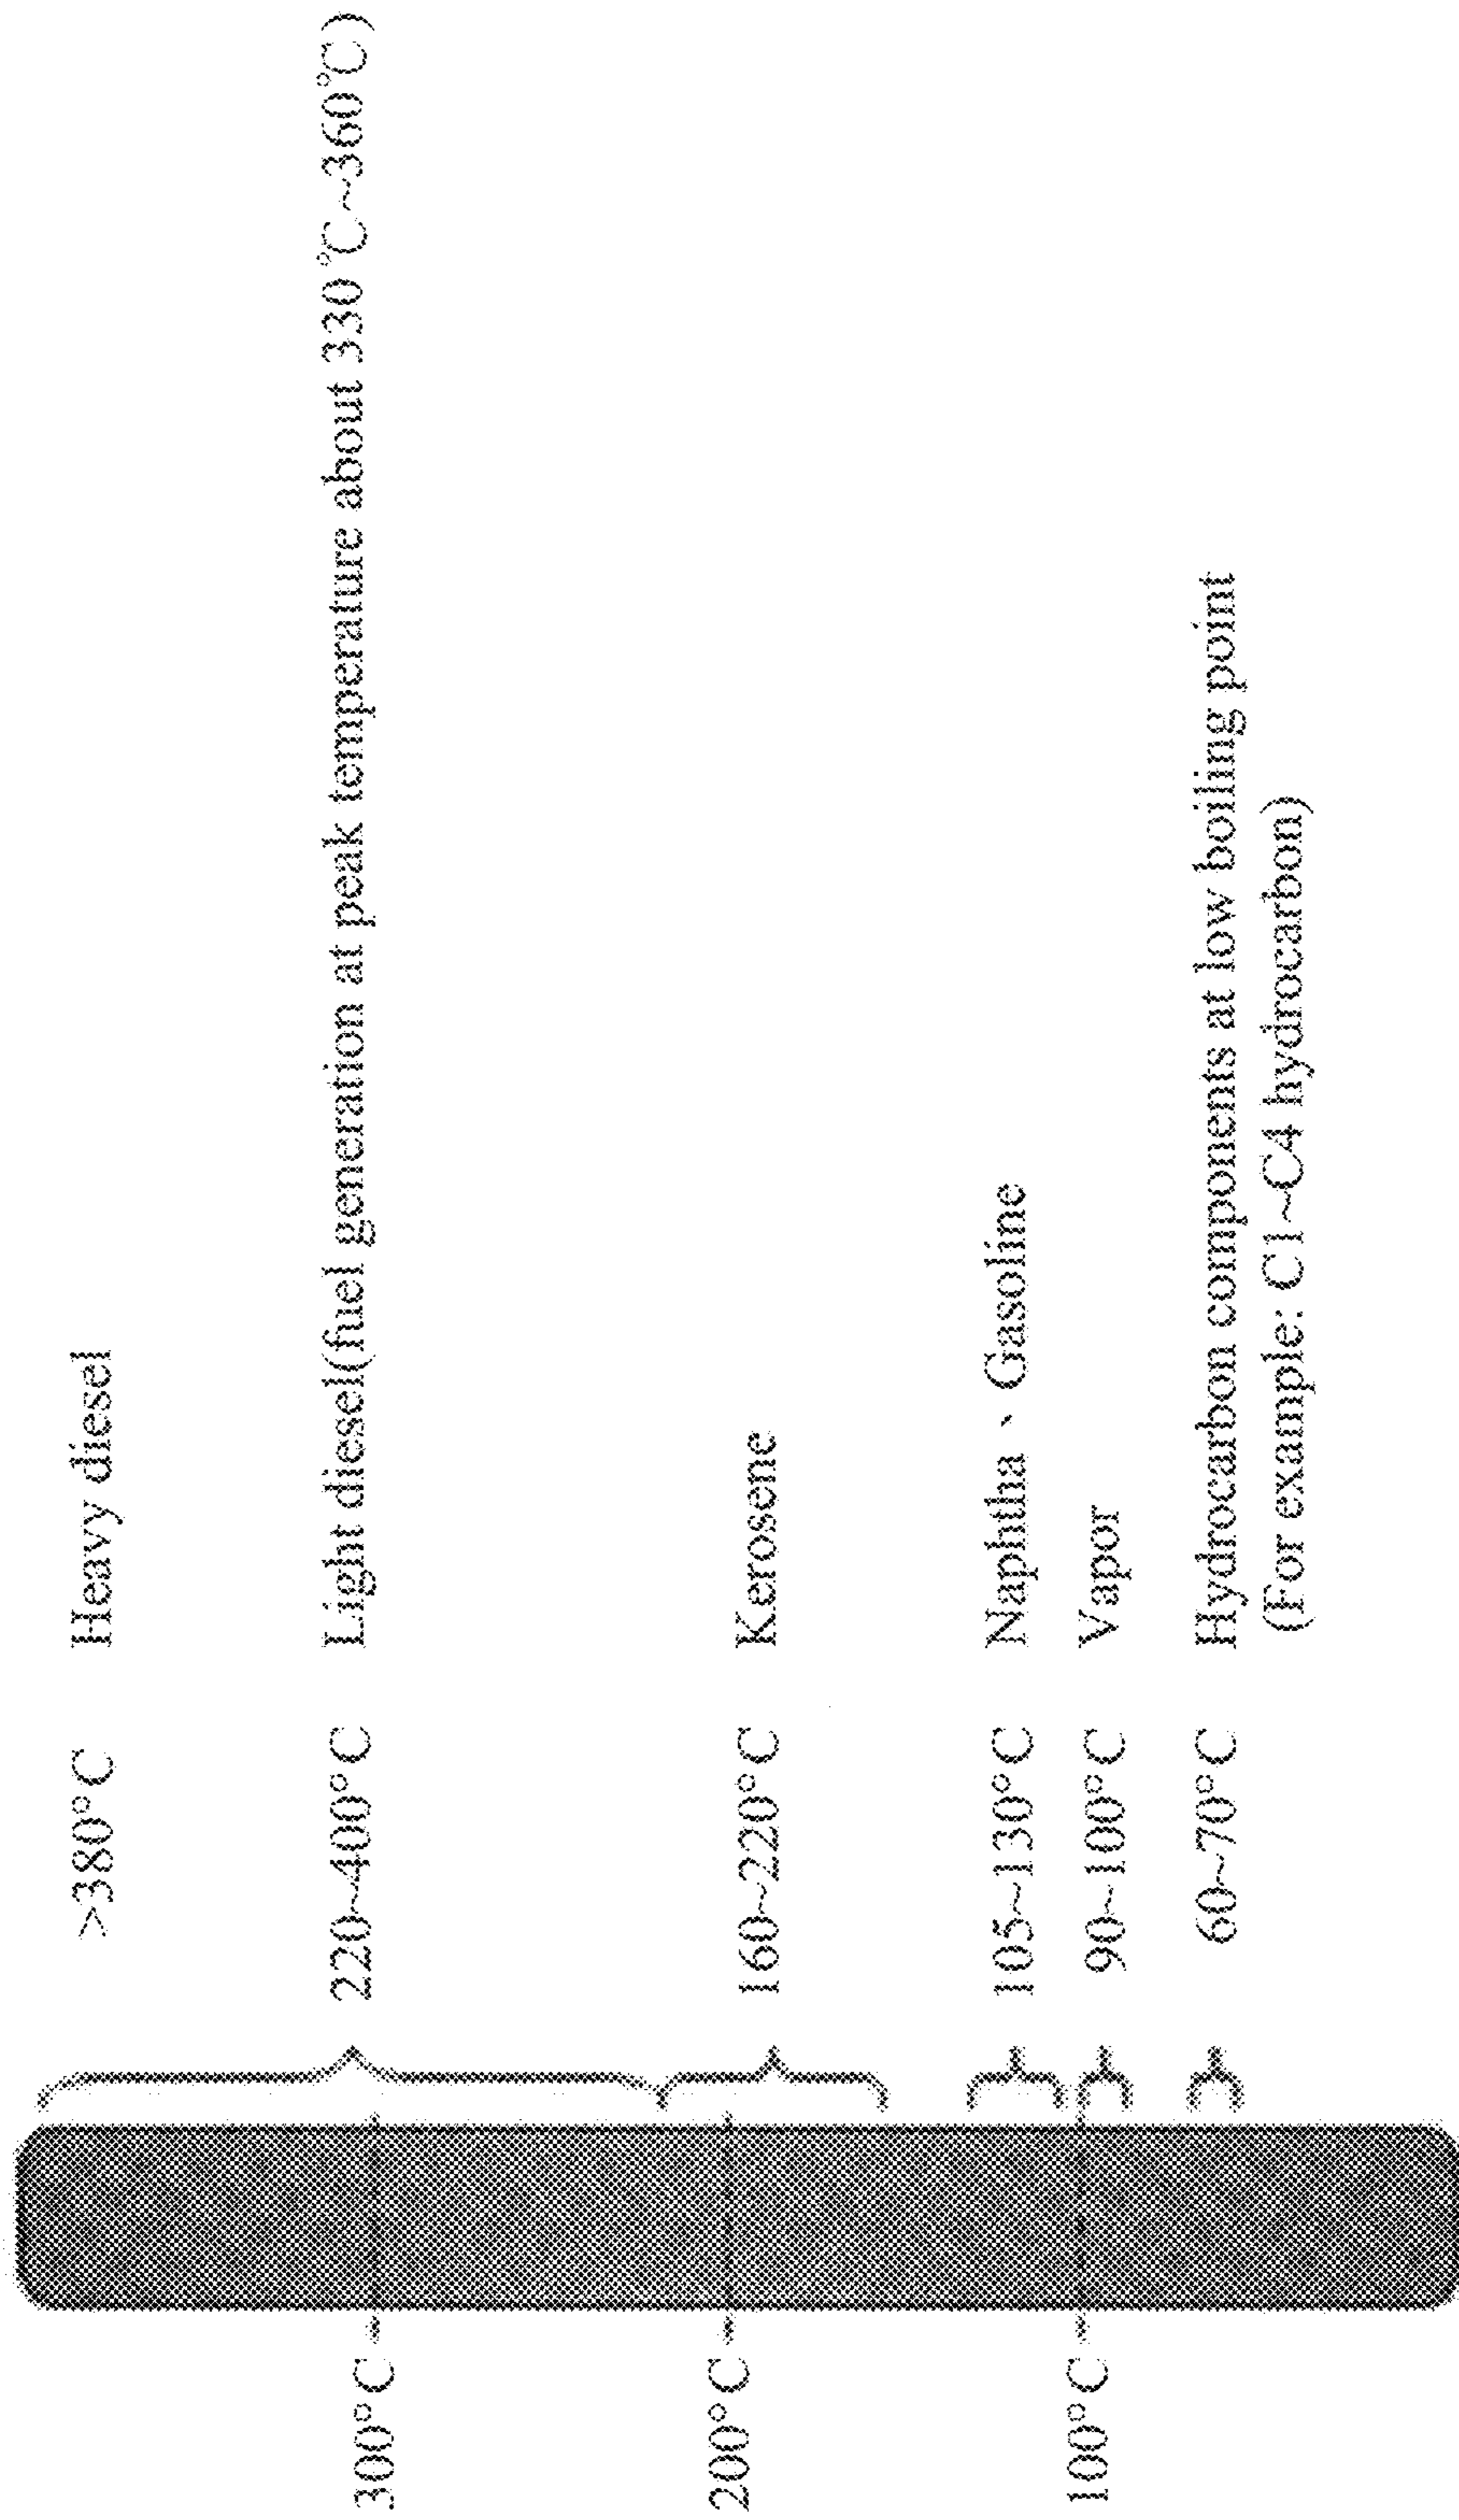 >380°C Heavy diesel
220~400°C Light diesel(fuel generation at peak temperature about 330℃~360℃)
300°C
160~220°C Kerosene
200°C
105~130°C Naphtha、Gasoline
90~100°C Vapor
100°C
60~70°C Hydrocarbon components at low boiling point
(For example: C1~C4 hydrocarbon)